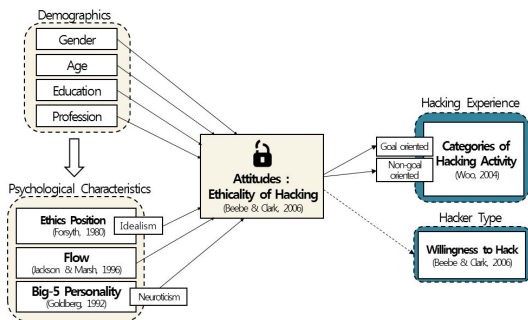 Demographics
Gender
Age
Education
Profession
Psychological Characteristics
Ethics Position
(Forsyth, 1980)
Idealism
Flow
(Jackson & Marsh, 1996)
Big-5 Personality
(Goldberg, 1992)
Neuroticism
Attitudes :
Ethicality of Hacking
(Beebe & Clark, 2006)
Hacking Experience
Goal oriented
Non-goal
oriented
Categories
of
Hacking Activity
(Woo, 2004)
Hacker Type
Willingness to Hack
(Beebe & Clark, 2006)